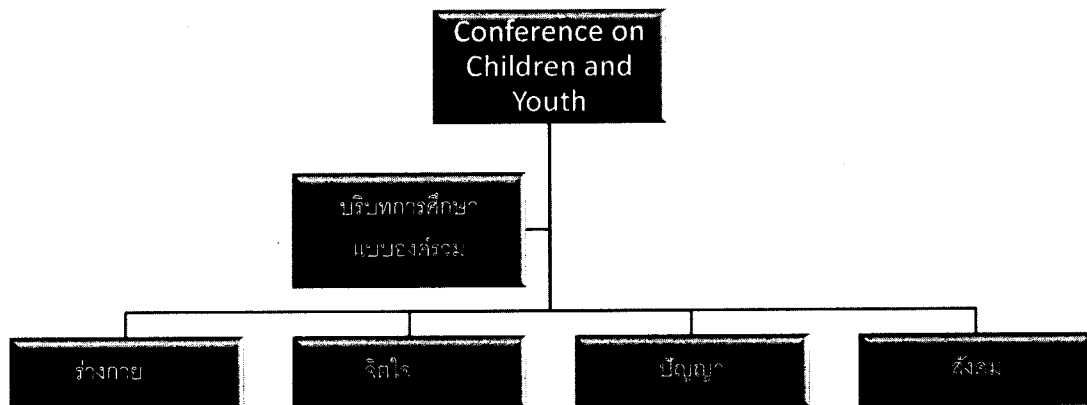 Conference on
Children and
Youth
บริบทการศึกษา
แบบองค์รวม
ร่างกาย
จิตใจ
ปัญญา
สังคม